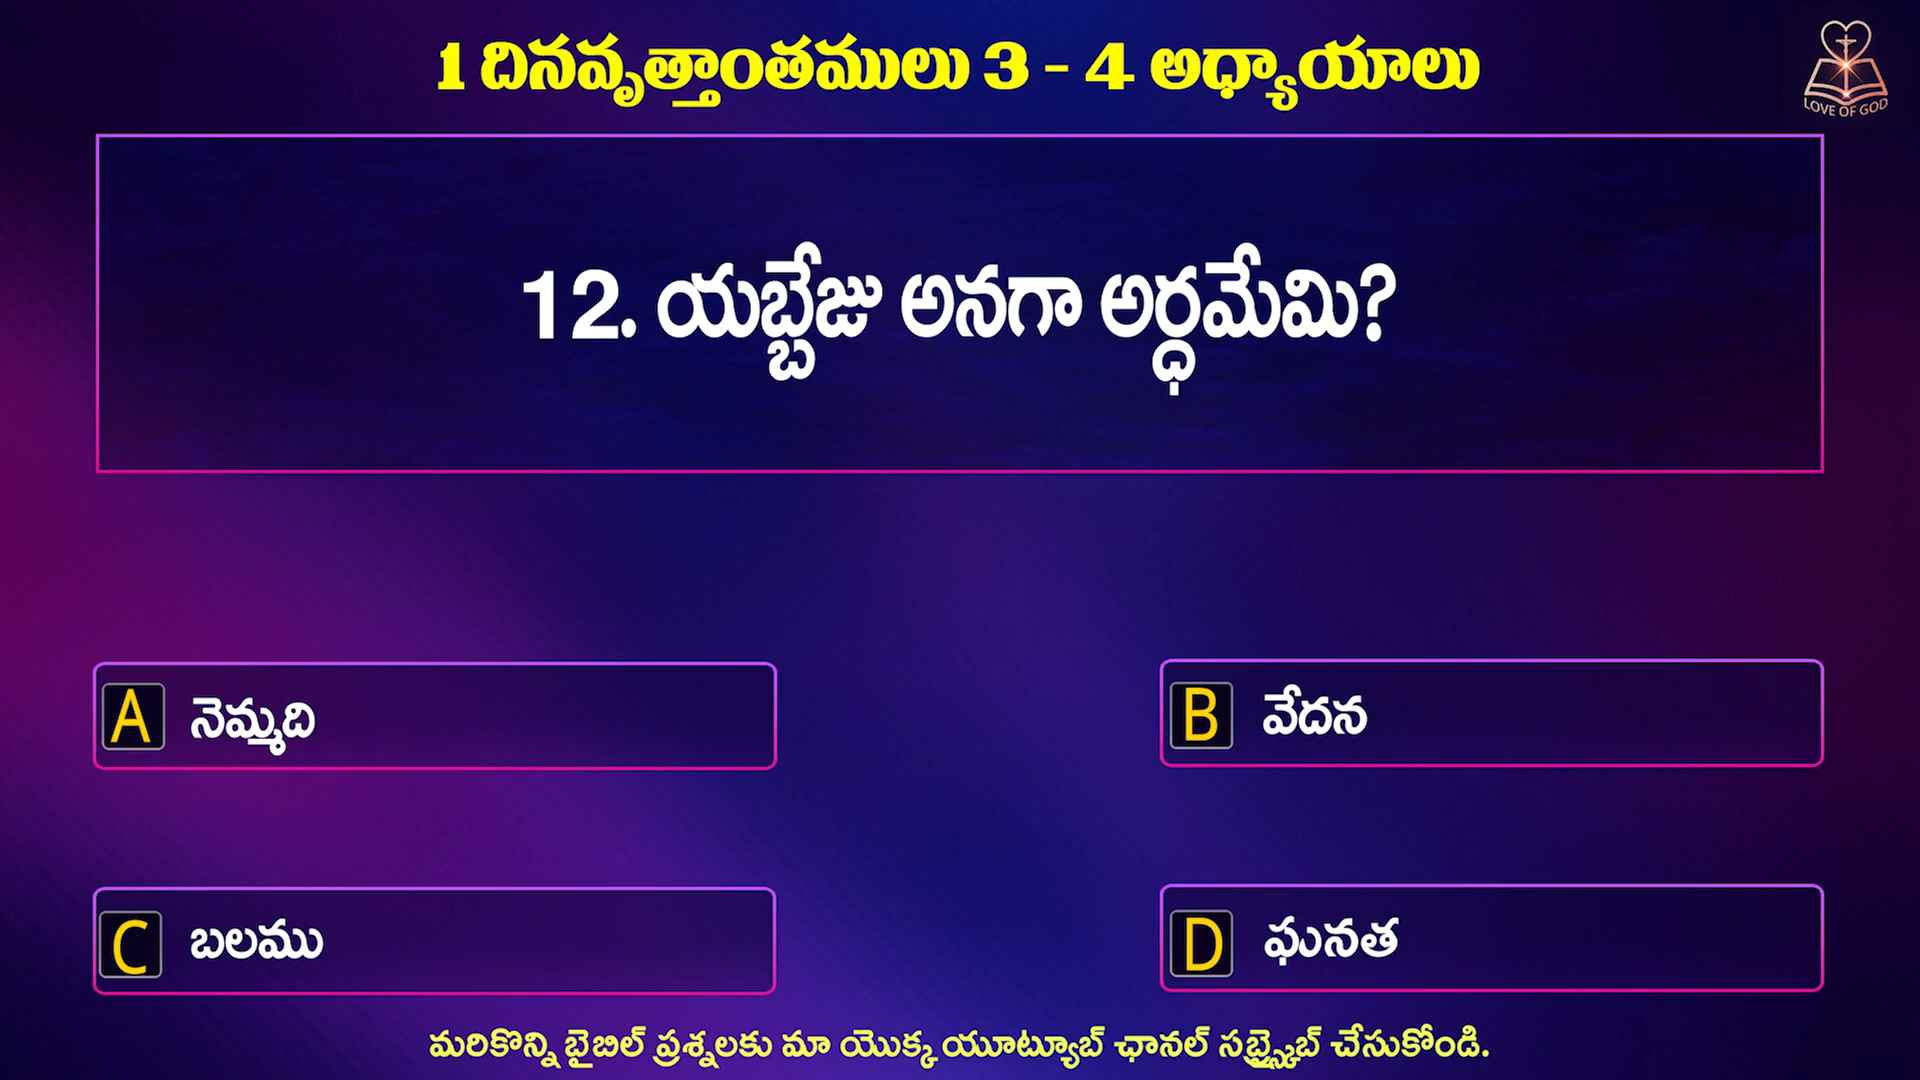 1 దినవృత్తాంతములు 3 - 4 అధ్యాయాలు
LOVE OF GOD
12. యబ్బేజు అనగా అర్ధమేమి?
A నెమ్మది
B వేదన
C బలము
D ఘనత
మరికొన్ని బైబిల్ ప్రశ్నలకు మా యొక్క యూట్యూబ్ ఛానల్ సబ్స్క్రైబ్ చేసుకోండి.